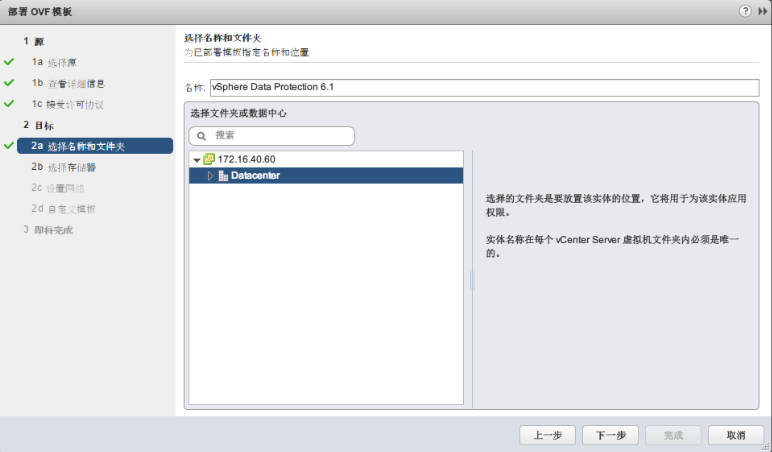 部署 OVF 模板
1 源
1a 选择源
1b 查看详细信息
1c 接受许可协议
2 目标
2a 选择名称和文件夹
2b 选择存储器
2c 设置网络
2d 自定义模板
3 即将完成
选择名称和文件夹
为已部署模板指定名称和位置
名称: vSphere Data Protection 6.1
选择文件夹或数据中心
搜索
172.16.40.60
Datacenter
选择的文件夹是要放置该实体的位置，它将用于为该实体应用
权限。
实体名称在每个 vCenter Server 虚拟机文件夹内必须是唯一
的。
上一步 下一步 完成 取消